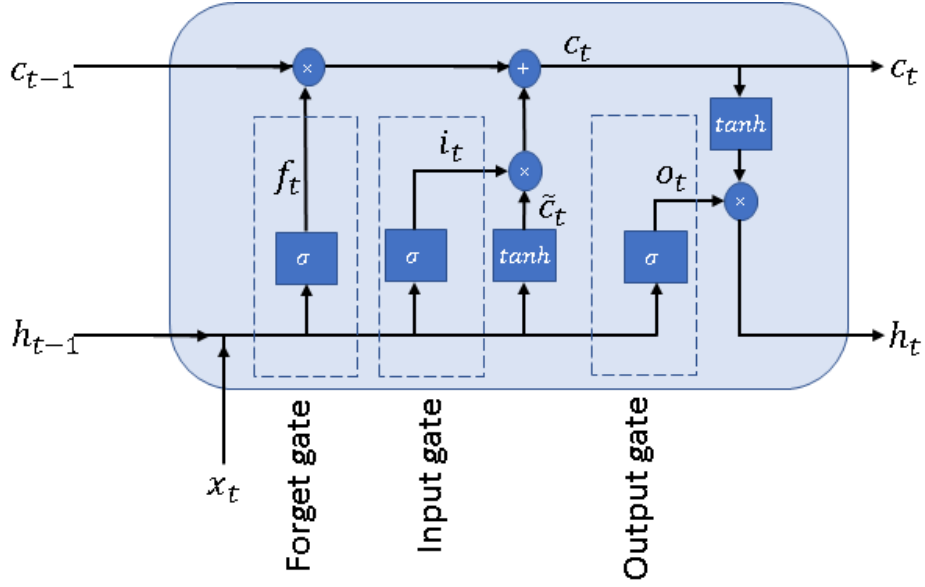 c_{t-1}
×
+
c_t
c_t
tanh
f_t
i_t
×
c̃_t
o_t
×
σ
σ
tanh
σ
h_{t-1}
h_t
x_t
Forget gate
Input gate
Output gate